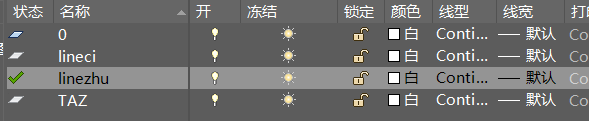 状态 名称 开 冻结 锁定 颜色 线型 线宽 打印
0 白 Conti... 默认 Co
lineci 白 Conti... 默认 Co
linezhu 白 Conti... 默认 Co
TAZ 白 Conti... 默认 Co